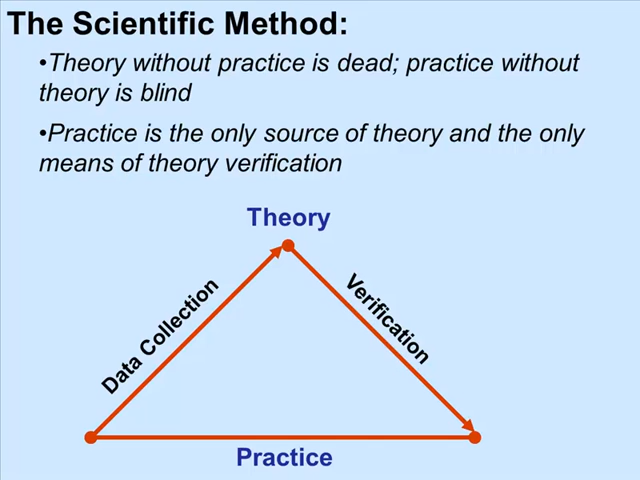 The Scientific Method:
•Theory without practice is dead; practice without
theory is blind
•Practice is the only source of theory and the only
means of theory verification
Theory
Data Collection
Verification
Practice